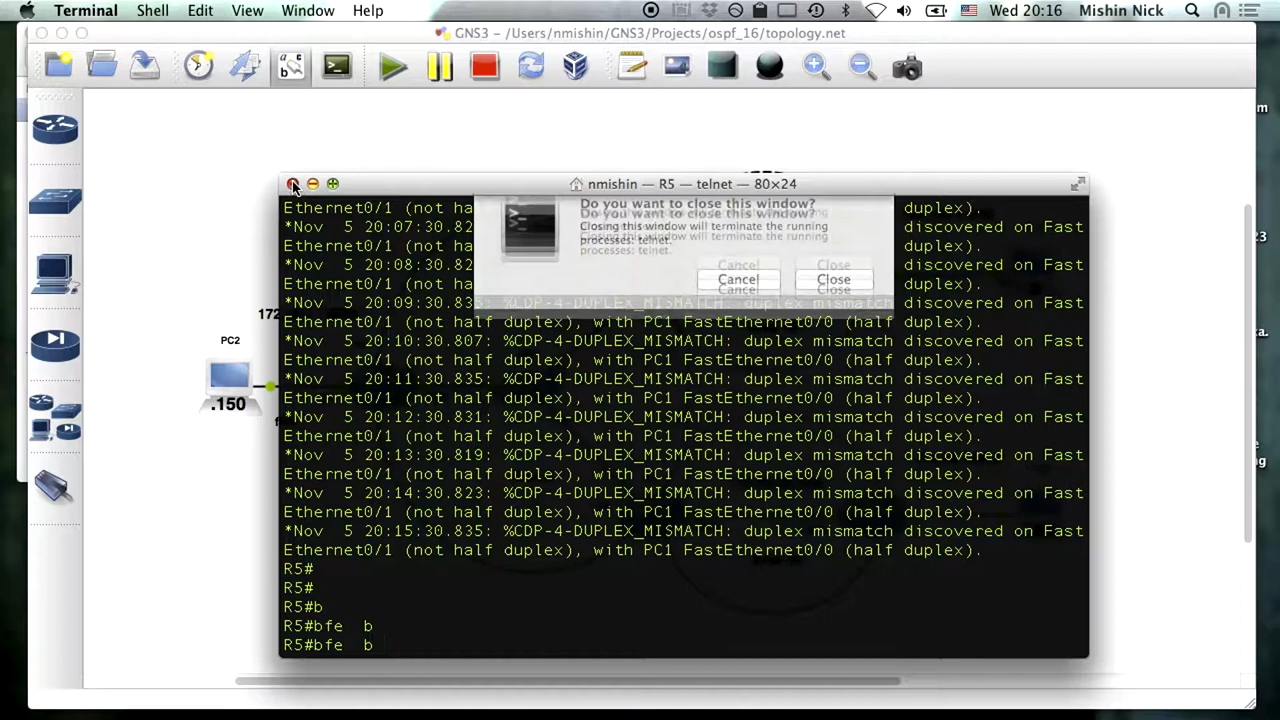 Terminal Shell Edit View Window Help Wed 20:16 Mishin Nick
GNS3 – /Users/nmishin/GNS3/Projects/ospf_16/topology.net
nmishin — R5 — telnet — 80×24
Do you want to close this window?
Closing this window will terminate the running
processes: telnet.
Cancel Close
Ethernet0/1 (not ha duplex).
*Nov 5 20:07:30.82 discovered on Fast
Ethernet0/1 (not ha duplex).
*Nov 5 20:08:30.82 discovered on Fast
Ethernet0/1 (not ha duplex).
*Nov 5 20:09:30.835: %CDP-4-DUPLEX_MISMATCH: duplex mismatch discovered on Fast
Ethernet0/1 (not half duplex), with PC1 FastEthernet0/0 (half duplex).
*Nov 5 20:10:30.807: %CDP-4-DUPLEX_MISMATCH: duplex mismatch discovered on Fast
Ethernet0/1 (not half duplex), with PC1 FastEthernet0/0 (half duplex).
*Nov 5 20:11:30.835: %CDP-4-DUPLEX_MISMATCH: duplex mismatch discovered on Fast
Ethernet0/1 (not half duplex), with PC1 FastEthernet0/0 (half duplex).
*Nov 5 20:12:30.831: %CDP-4-DUPLEX_MISMATCH: duplex mismatch discovered on Fast
Ethernet0/1 (not half duplex), with PC1 FastEthernet0/0 (half duplex).
*Nov 5 20:13:30.819: %CDP-4-DUPLEX_MISMATCH: duplex mismatch discovered on Fast
Ethernet0/1 (not half duplex), with PC1 FastEthernet0/0 (half duplex).
*Nov 5 20:14:30.823: %CDP-4-DUPLEX_MISMATCH: duplex mismatch discovered on Fast
Ethernet0/1 (not half duplex), with PC1 FastEthernet0/0 (half duplex).
*Nov 5 20:15:30.835: %CDP-4-DUPLEX_MISMATCH: duplex mismatch discovered on Fast
Ethernet0/1 (not half duplex), with PC1 FastEthernet0/0 (half duplex).
R5#
R5#
R5#b
R5#bfe b
R5#bfe b
172
PC2
.150